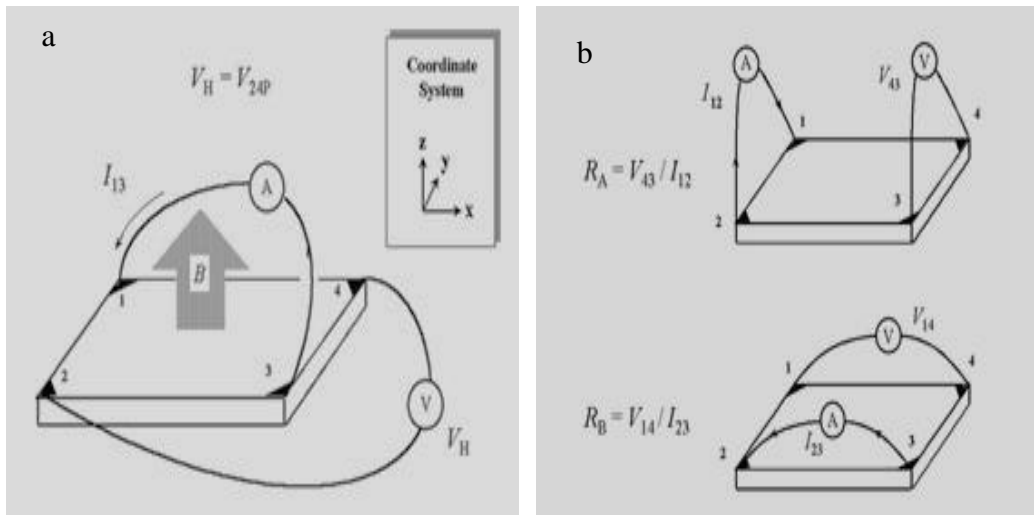 a
V_H = V_24P
Coordinate
System
z
y
x
I_13
A
B
1
4
2
3
V
V_H
b
A
V
I_12
V_43
1
4
R_A = V_43 / I_12
3
2
V
V_14
1
4
R_B = V_14 / I_23
A
I_23
3
2